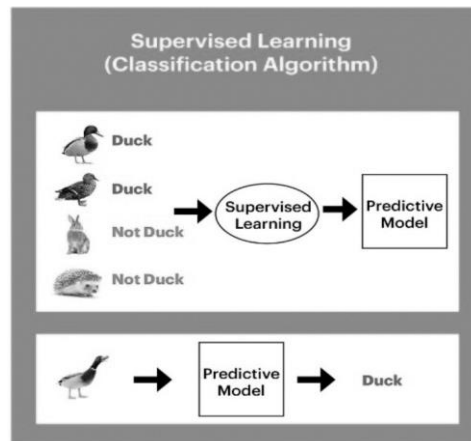 Supervised Learning
(Classification Algorithm)
Duck
Duck
Not Duck
Not Duck
Supervised
Learning
Predictive
Model
Predictive
Model
Duck